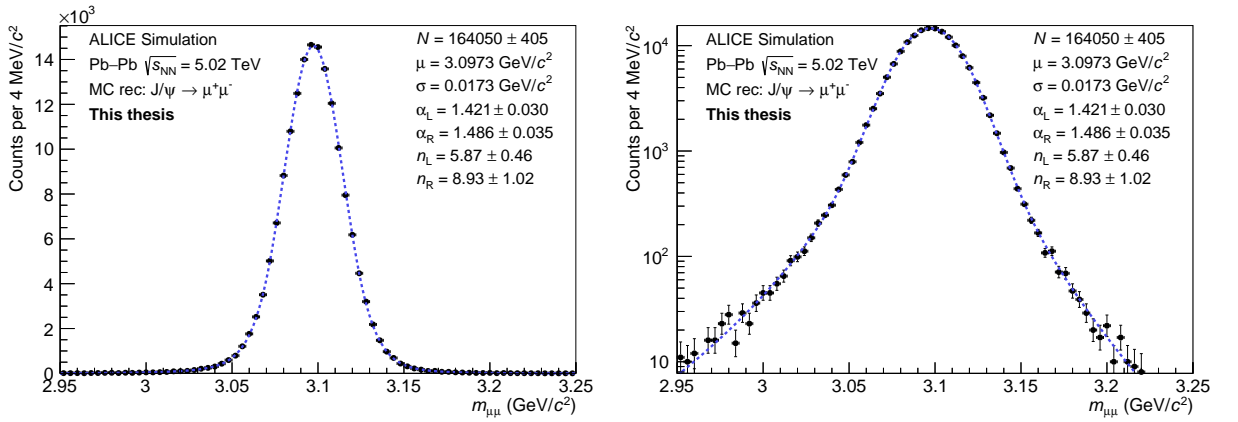 ×10³
Counts per 4 MeV/c²
14
12
10
8
6
4
2
0
ALICE Simulation
Pb–Pb √sNN = 5.02 TeV
MC rec: J/ψ → μ⁺μ⁻
This thesis
N = 164050 ± 405
μ = 3.0973 GeV/c²
σ = 0.0173 GeV/c²
αL = 1.421 ± 0.030
αR = 1.486 ± 0.035
nL = 5.87 ± 0.46
nR = 8.93 ± 1.02
2.95 3 3.05 3.10 3.15 3.2 3.25
mμμ (GeV/c²)
Counts per 4 MeV/c²
10⁴
10³
10²
10
ALICE Simulation
Pb–Pb √sNN = 5.02 TeV
MC rec: J/ψ → μ⁺μ⁻
This thesis
N = 164050 ± 405
μ = 3.0973 GeV/c²
σ = 0.0173 GeV/c²
αL = 1.421 ± 0.030
αR = 1.486 ± 0.035
nL = 5.87 ± 0.46
nR = 8.93 ± 1.02
2.95 3 3.05 3.10 3.15 3.2 3.25
mμμ (GeV/c²)